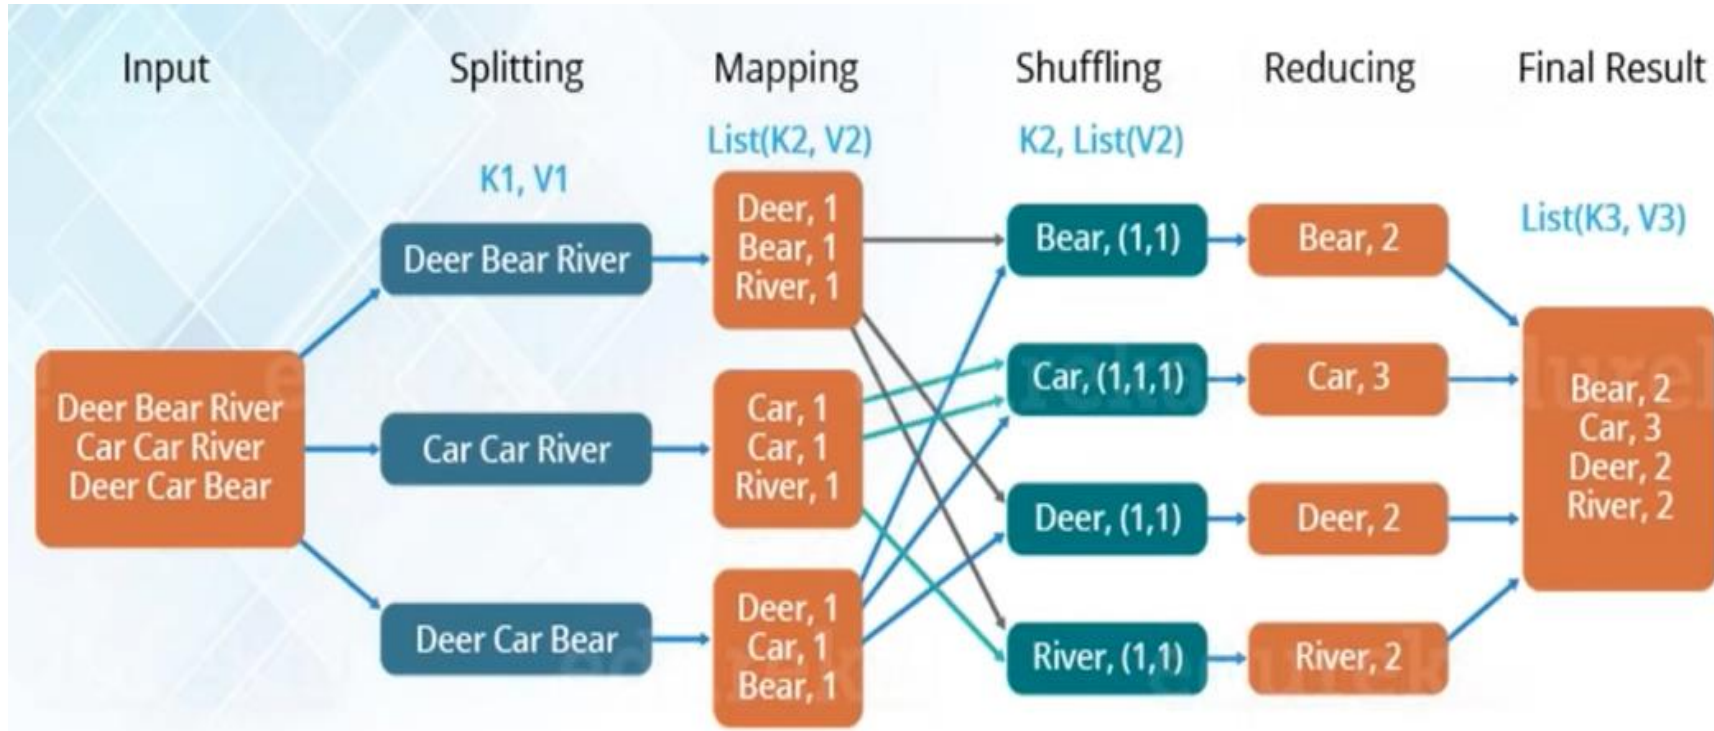 Input
Splitting
Mapping
Shuffling
Reducing
Final Result
K1, V1
List(K2, V2)
K2, List(V2)
List(K3, V3)
Deer Bear River
Car Car River
Deer Car Bear
Deer Bear River
Car Car River
Deer Car Bear
Deer, 1
Bear, 1
River, 1
Car, 1
Car, 1
River, 1
Deer, 1
Car, 1
Bear, 1
Bear, (1,1)
Car, (1,1,1)
Deer, (1,1)
River, (1,1)
Bear, 2
Car, 3
Deer, 2
River, 2
Bear, 2
Car, 3
Deer, 2
River, 2